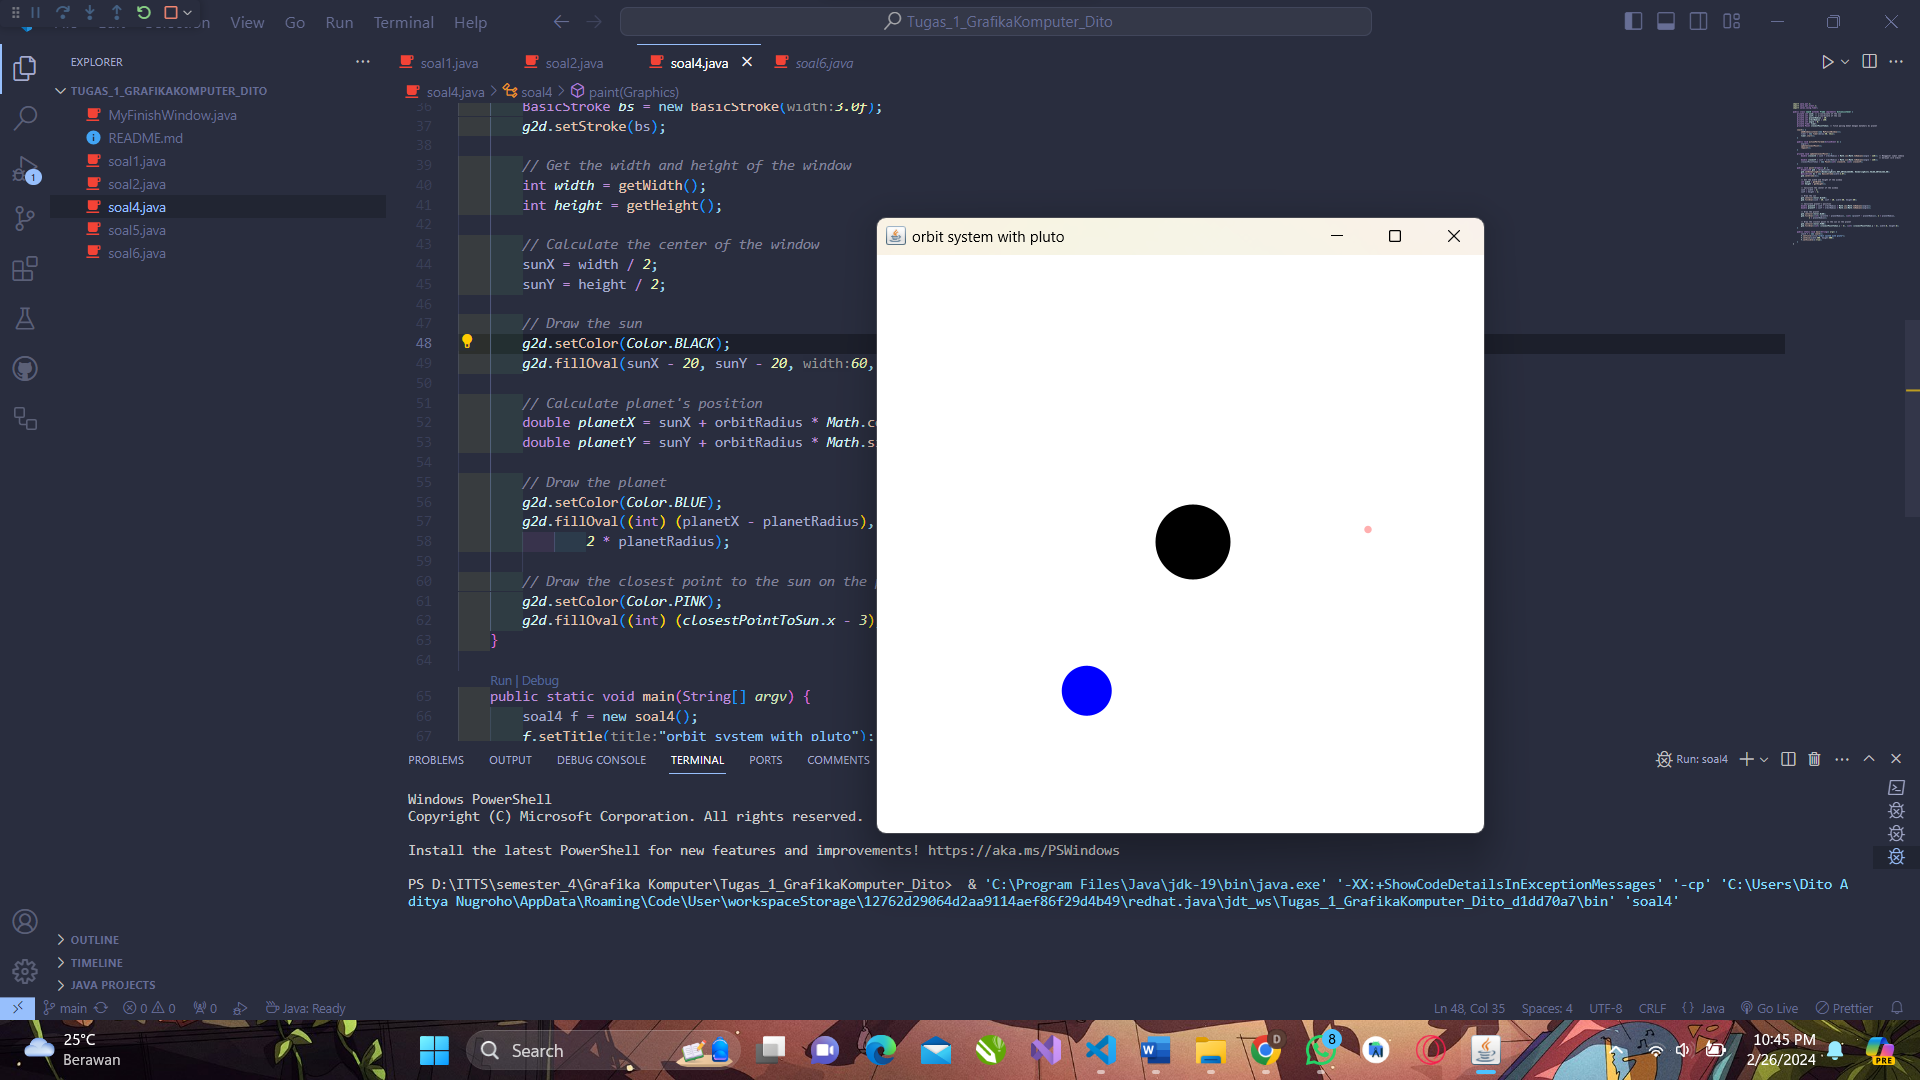 Selection View Go Run Terminal Help
Tugas_1_GrafikaKomputer_Dito
EXPLORER
TUGAS_1_GRAFIKAKOMPUTER_DITO
MyFinishWindow.java
README.md
soal1.java
soal2.java
soal4.java
soal5.java
soal6.java
OUTLINE
TIMELINE
JAVA PROJECTS
1
soal1.java soal2.java soal4.java soal6.java
soal4.java > soal4 > paint(Graphics)
36 BasicStroke bs = new BasicStroke(width:3.0f);
37 g2d.setStroke(bs);
38
39 // Get the width and height of the window
40 int width = getWidth();
41 int height = getHeight();
42
43 // Calculate the center of the window
44 sunX = width / 2;
45 sunY = height / 2;
46
47 // Draw the sun
48 g2d.setColor(Color.BLACK);
49 g2d.fillOval(sunX - 20, sunY - 20, width:60,
50
51 // Calculate planet's position
52 double planetX = sunX + orbitRadius * Math.c
53 double planetY = sunY + orbitRadius * Math.s
54
55 // Draw the planet
56 g2d.setColor(Color.BLUE);
57 g2d.fillOval((int) (planetX - planetRadius),
58 2 * planetRadius);
59
60 // Draw the closest point to the sun on the
61 g2d.setColor(Color.PINK);
62 g2d.fillOval((int) (closestPointToSun.x - 3)
63 }
64
Run | Debug
65 public static void main(String[] argv) {
66 soal4 f = new soal4();
67 f.setTitle(title:"orbit system with pluto");
orbit system with pluto
PROBLEMS OUTPUT DEBUG CONSOLE TERMINAL PORTS COMMENTS
Run: soal4
Windows PowerShell
Copyright (C) Microsoft Corporation. All rights reserved.
Install the latest PowerShell for new features and improvements! https://aka.ms/PSWindows
PS D:\ITTS\semester_4\Grafika Komputer\Tugas_1_GrafikaKomputer_Dito> & 'C:\Program Files\Java\jdk-19\bin\java.exe' '-XX:+ShowCodeDetailsInExceptionMessages' '-cp' 'C:\Users\Dito A
ditya Nugroho\AppData\Roaming\Code\User\workspaceStorage\12762d29064d2aa9114aef86f29d4b49\redhat.java\jdt_ws\Tugas_1_GrafikaKomputer_Dito_d1dd70a7\bin' 'soal4'
main 0 0 0 Java: Ready
Ln 48, Col 35 Spaces: 4 UTF-8 CRLF {} Java Go Live Prettier
25°C
Berawan
Search
D
8
10:45 PM
2/26/2024
PRE